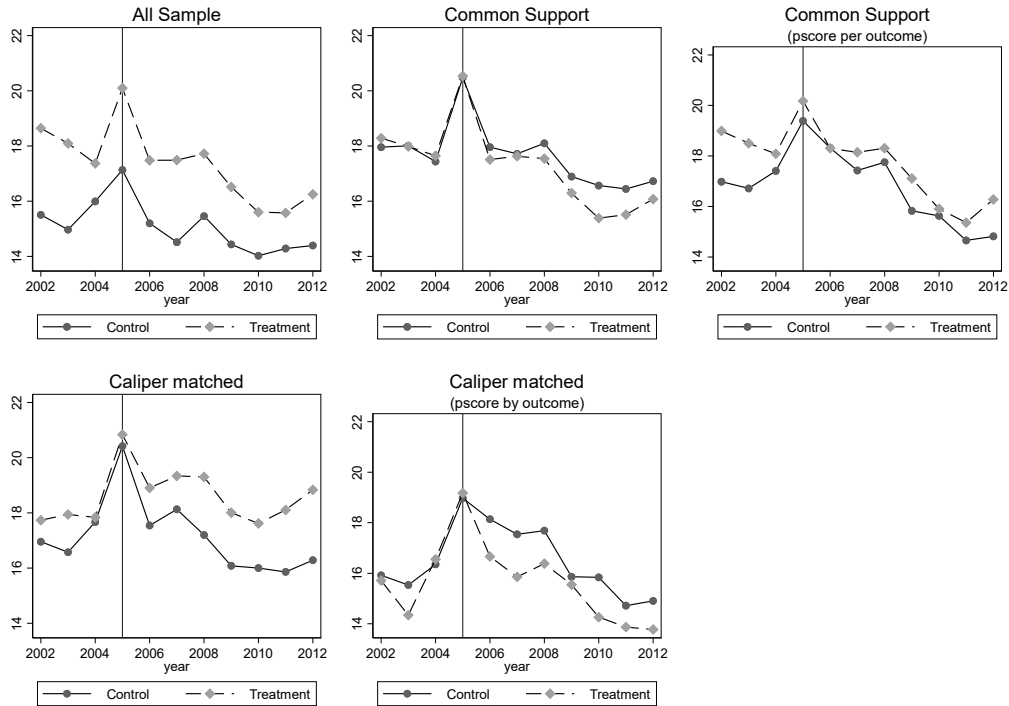 All Sample
22
20
18
16
14
2002 2004 2006 2008 2010 2012
year
Control Treatment
Common Support
22
20
18
16
14
2002 2004 2006 2008 2010 2012
year
Control Treatment
Common Support
(pscore per outcome)
22
20
18
16
14
2002 2004 2006 2008 2010 2012
year
Control Treatment
Caliper matched
22
20
18
16
14
2002 2004 2006 2008 2010 2012
year
Control Treatment
Caliper matched
(pscore by outcome)
22
20
18
16
14
2002 2004 2006 2008 2010 2012
year
Control Treatment